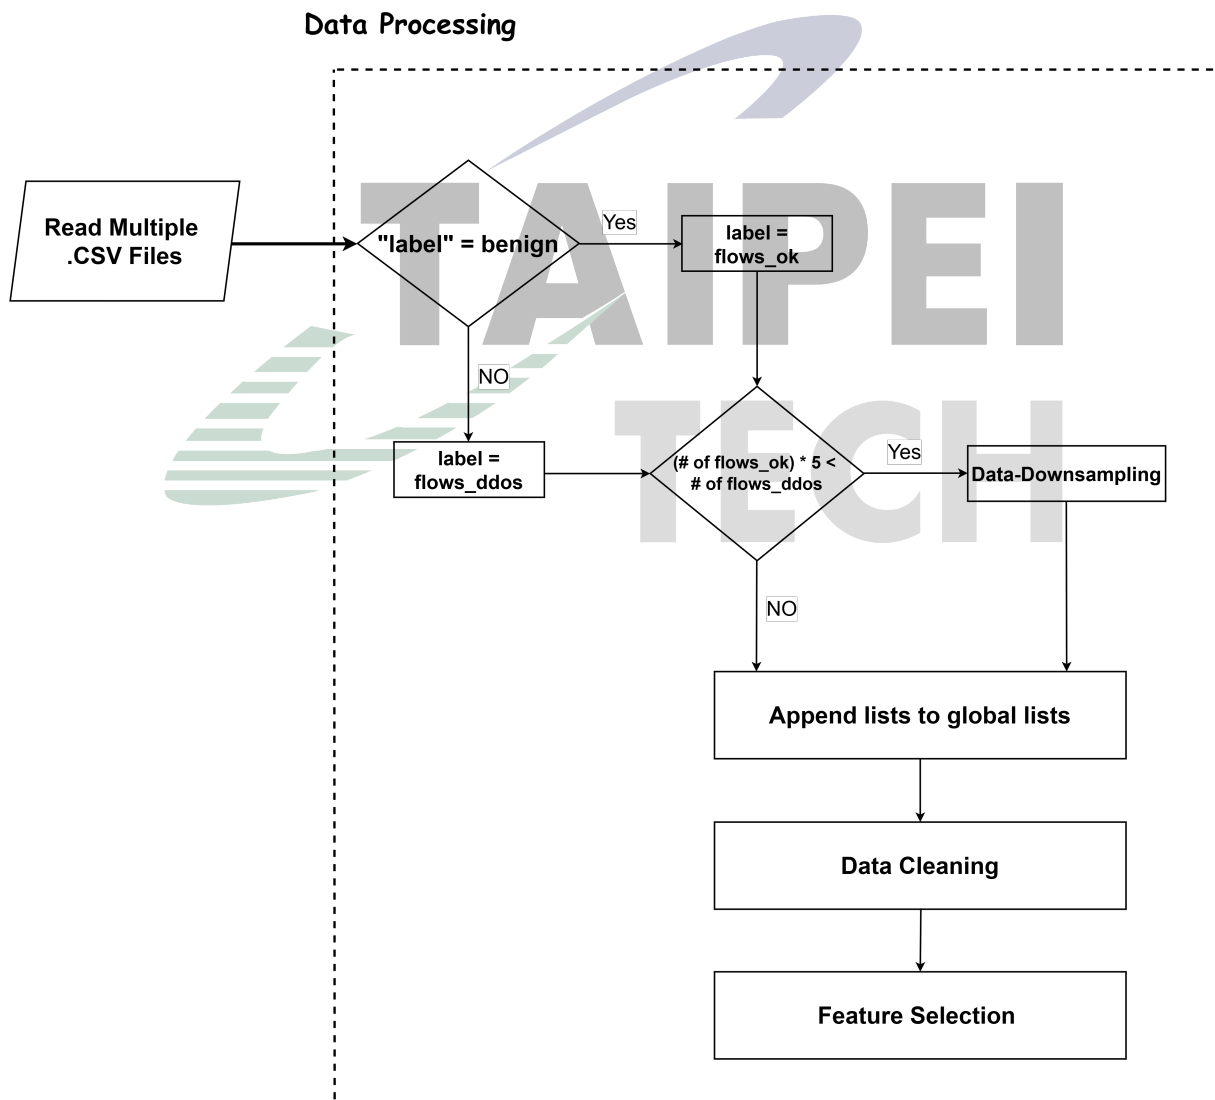 Data Processing
Read Multiple
.CSV Files
"label" = benign
Yes
label =
flows_ok
NO
label =
flows_ddos
(# of flows_ok) * 5 <
# of flows_ddos
Yes
Data-Downsampling
NO
Append lists to global lists
Data Cleaning
Feature Selection
TAIPEI
TECH